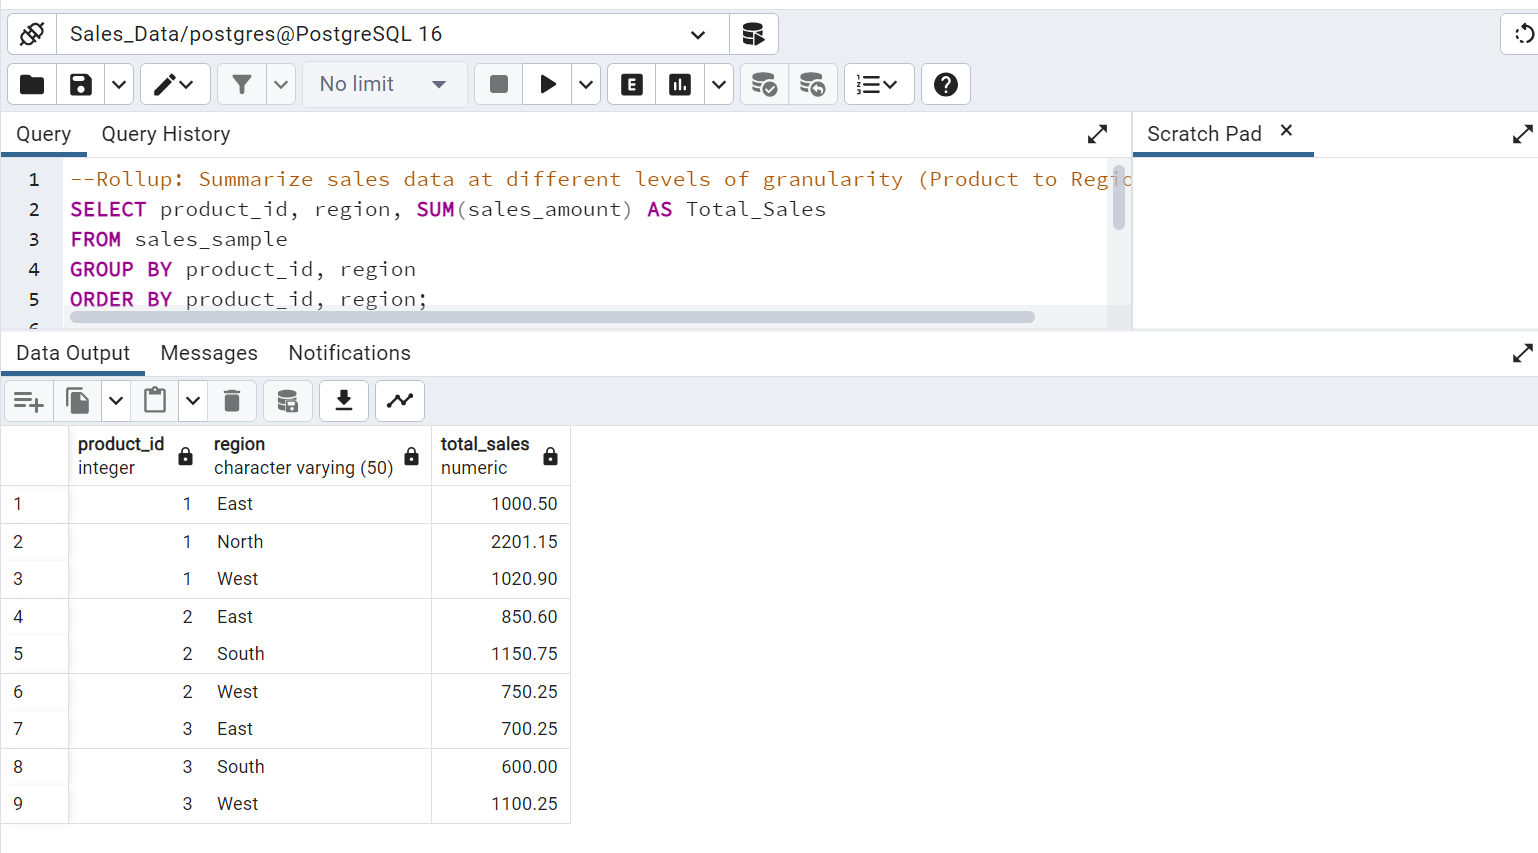 Sales_Data/postgres@PostgreSQL 16
No limit
E
Query Query History Scratch Pad
1 --Rollup: Summarize sales data at different levels of granularity (Product to Regio
2 SELECT product_id, region, SUM(sales_amount) AS Total_Sales
3 FROM sales_sample
4 GROUP BY product_id, region
5 ORDER BY product_id, region;
Data Output Messages Notifications
product_id region total_sales
integer character varying (50) numeric
1 1 East 1000.50
2 1 North 2201.15
3 1 West 1020.90
4 2 East 850.60
5 2 South 1150.75
6 2 West 750.25
7 3 East 700.25
8 3 South 600.00
9 3 West 1100.25